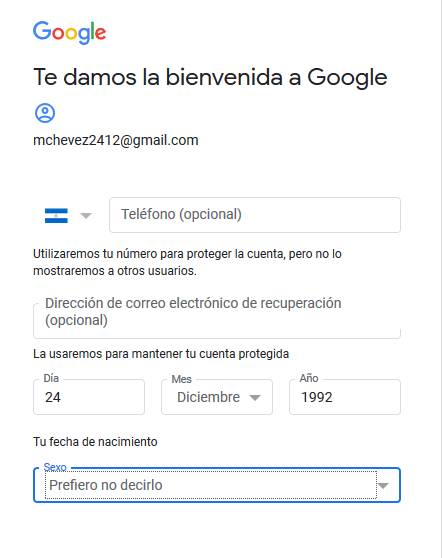 Google
Te damos la bienvenida a Google
mchevez2412@gmail.com
Teléfono (opcional)
Utilizaremos tu número para proteger la cuenta, pero no lo
mostraremos a otros usuarios.
Dirección de correo electrónico de recuperación
(opcional)
La usaremos para mantener tu cuenta protegida
Día Mes Año
24 Diciembre 1992
Tu fecha de nacimiento
Sexo
Prefiero no decirlo